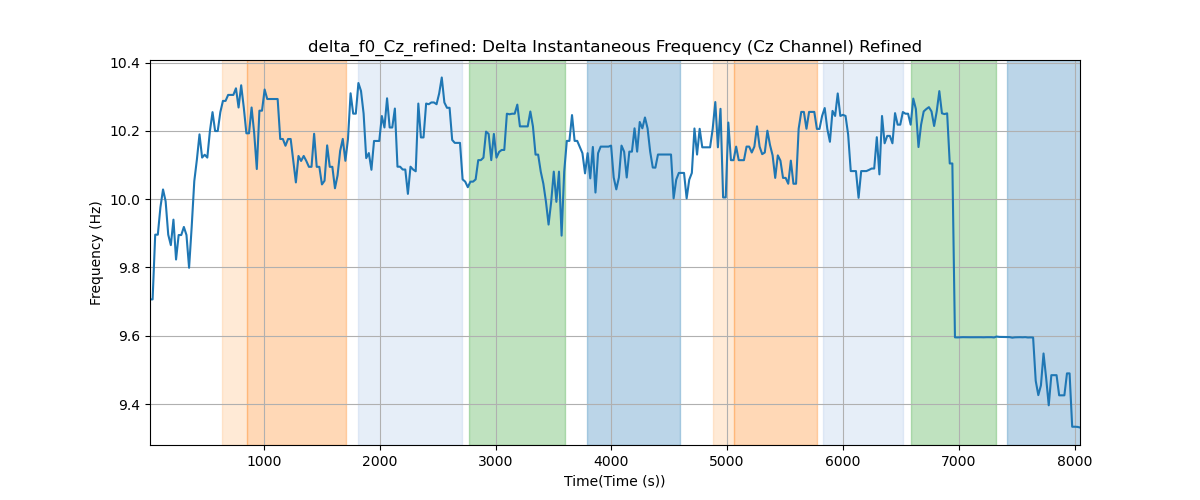 delta_f0_Cz_refined: Delta Instantaneous Frequency (Cz Channel) Refined
Frequency (Hz)
10.4
10.2
10.0
9.8
9.6
9.4
1000 2000 3000 4000 5000 6000 7000 8000
Time(Time (s))